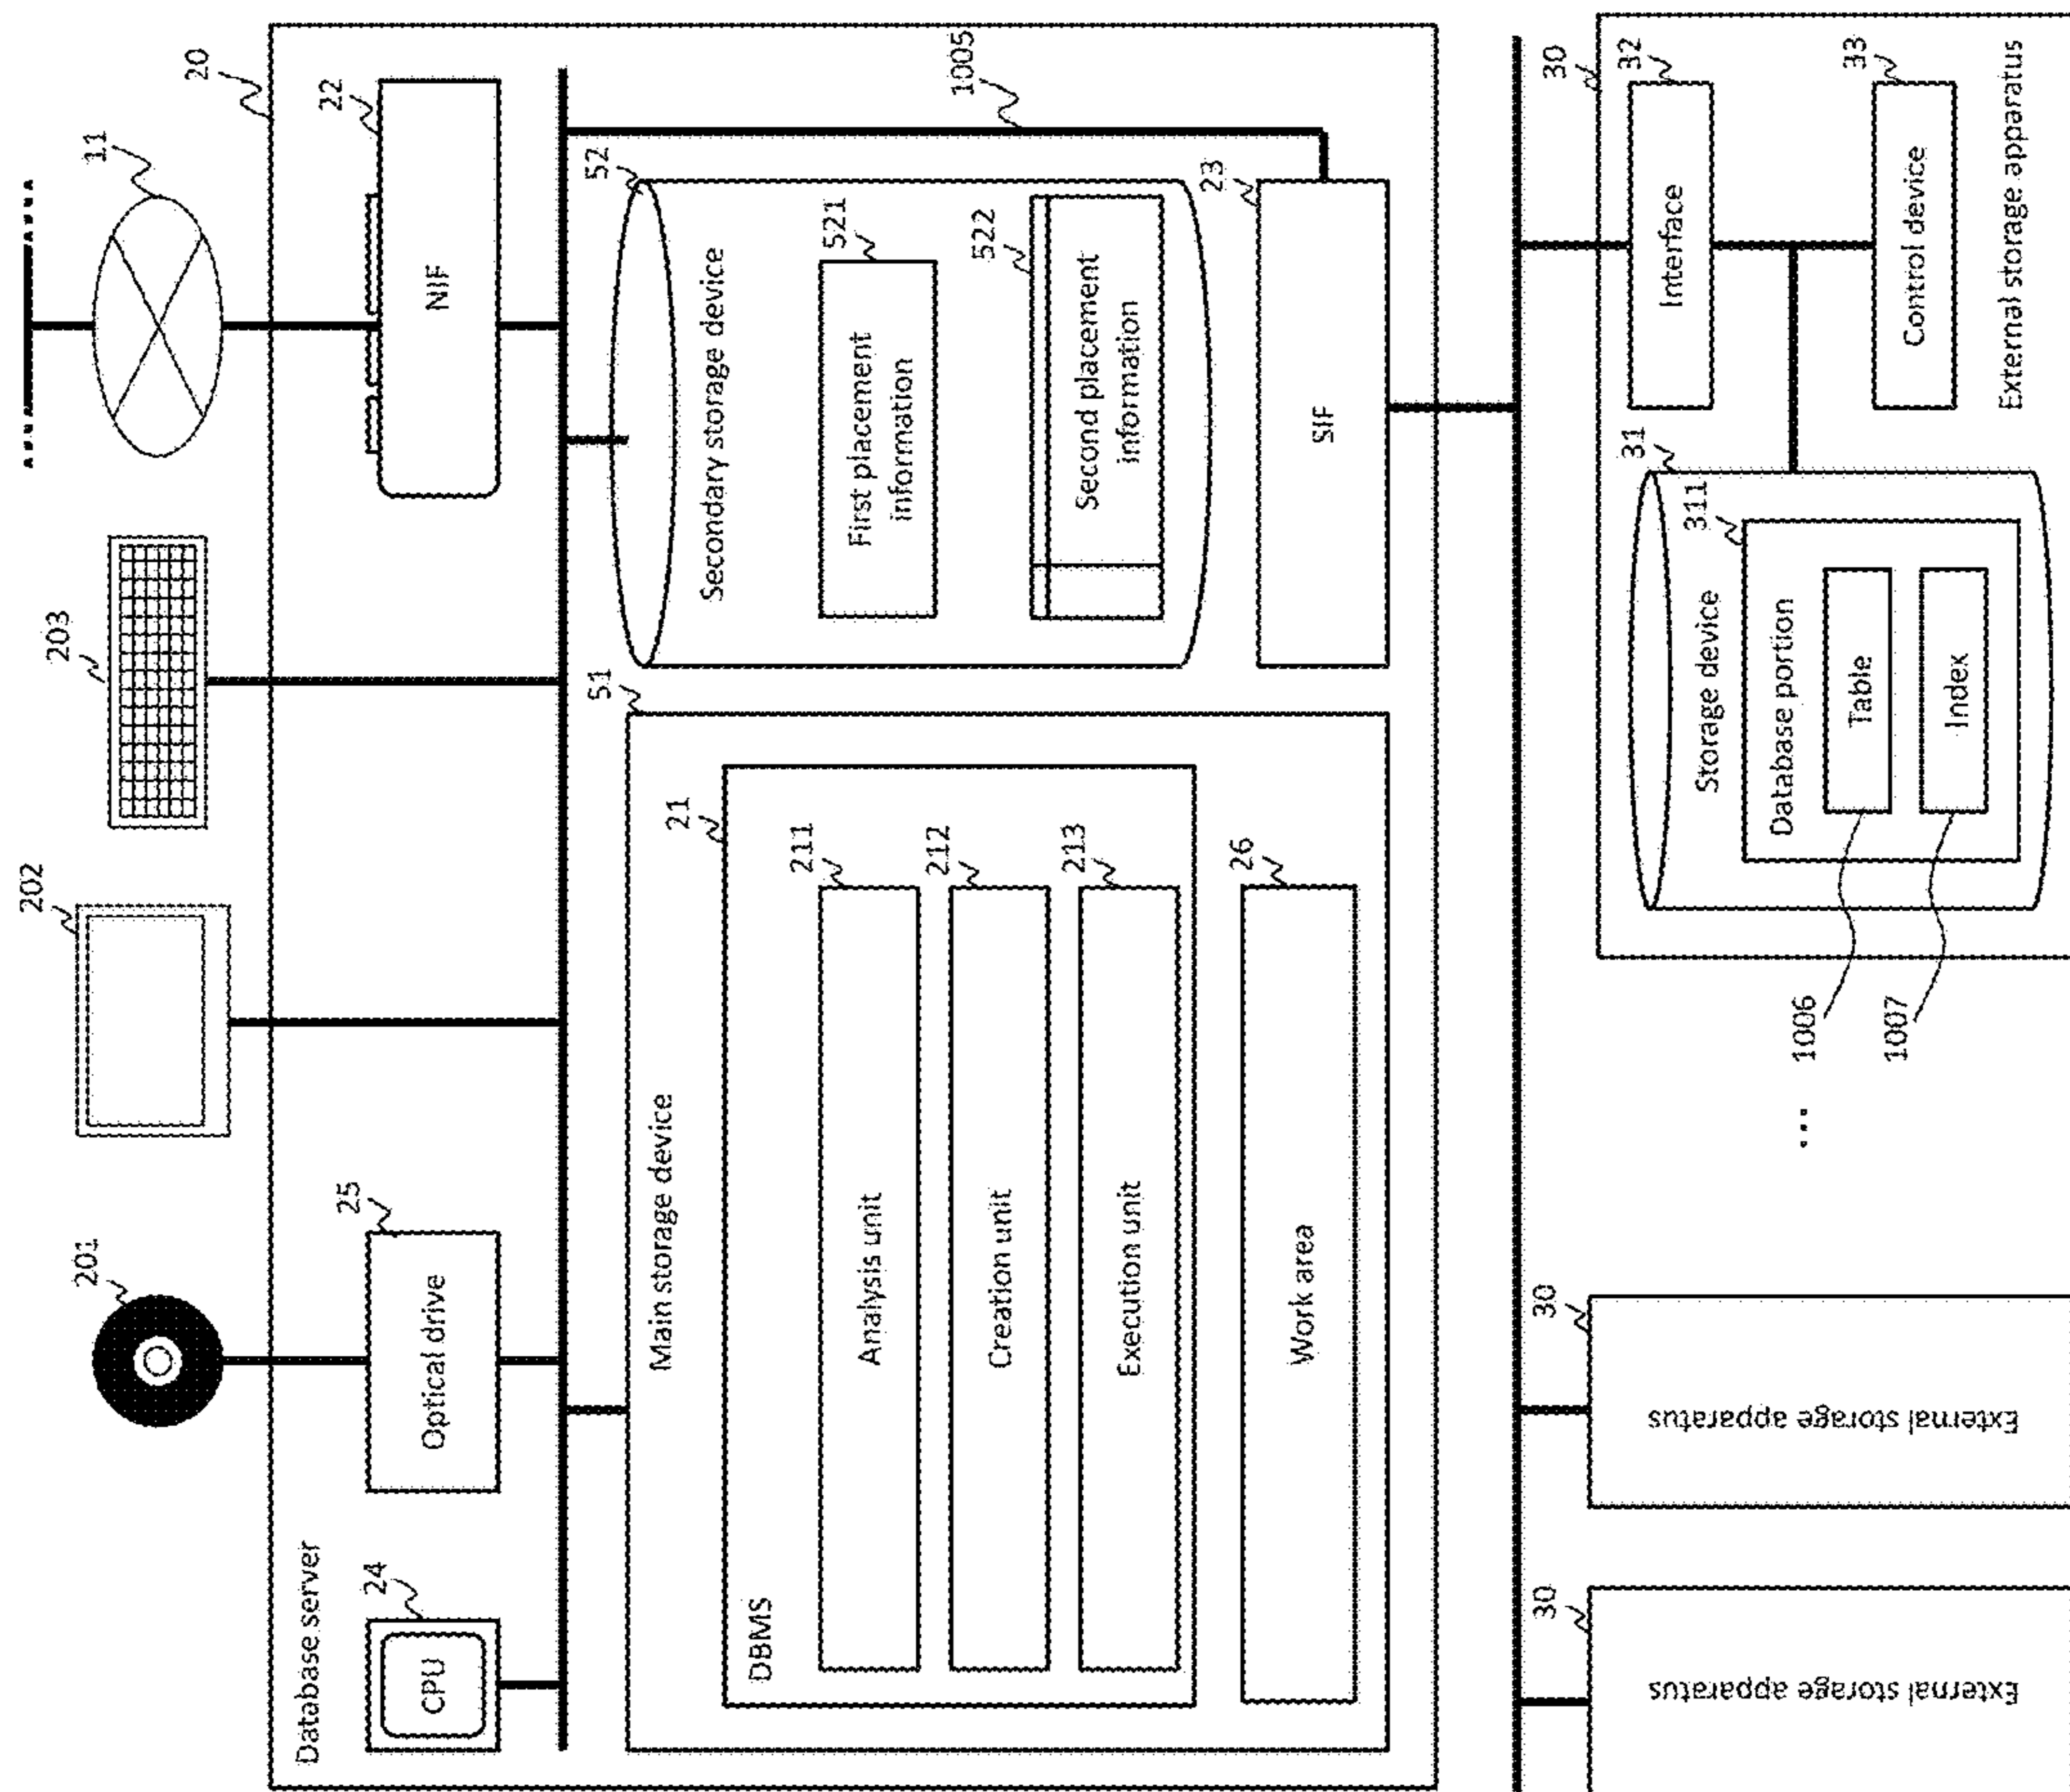 11
201
202
203
20
Database server
24
CPU
25
Optical drive
22
NIF
1005
51
Main storage device
21
DBMS
211
Analysis unit
212
Creation unit
213
Execution unit
26
Work area
52
Secondary storage device
521
First placement
information
522
Second placement
information
23
SIF
30
External storage apparatus
30
External storage apparatus
...
30
31
Storage device
311
Database portion
Table
Index
1006
1007
32
Interface
33
Control device
External storage apparatus